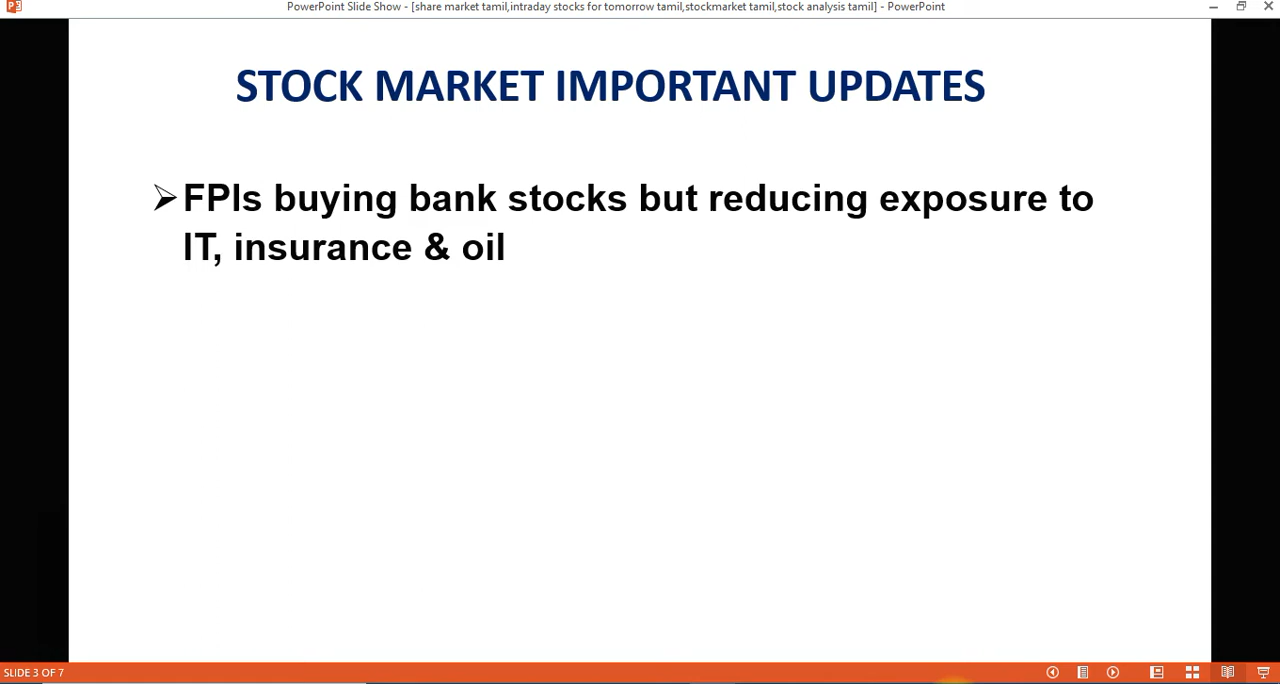 PowerPoint Slide Show - [share market tamil,intraday stocks for tomorrow tamil,stockmarket tamil,stock analysis tamil] - PowerPoint
STOCK MARKET IMPORTANT UPDATES
➢FPIs buying bank stocks but reducing exposure to
IT, insurance & oil
SLIDE 3 OF 7